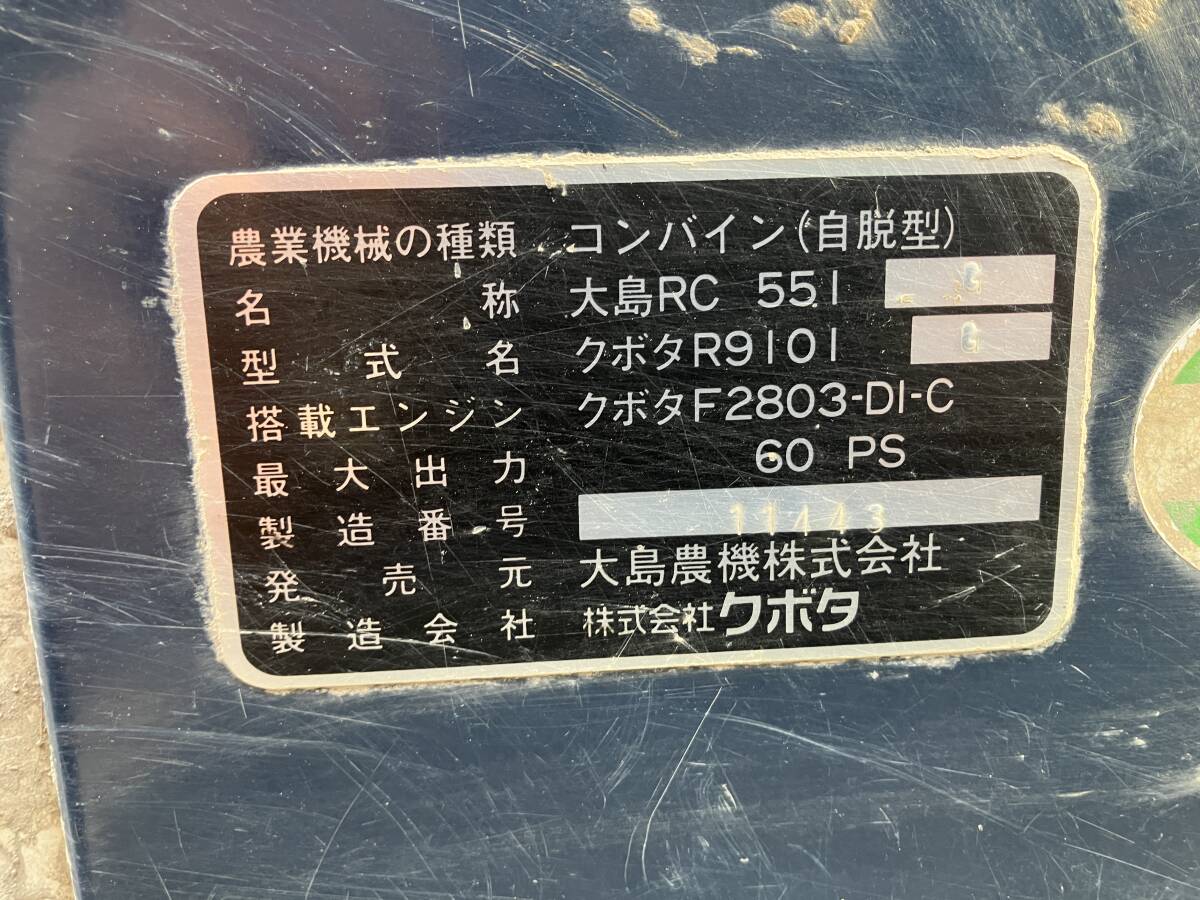 農業機械の種類 コンバイン(自脱型)
名称 大島RC 551 G
型式名 クボタR9101 G
搭載エンジン クボタF2803-DI-C
最大出力 60 PS
製造番号 11443
発売元 大島農機株式会社
製造会社 株式会社クボタ